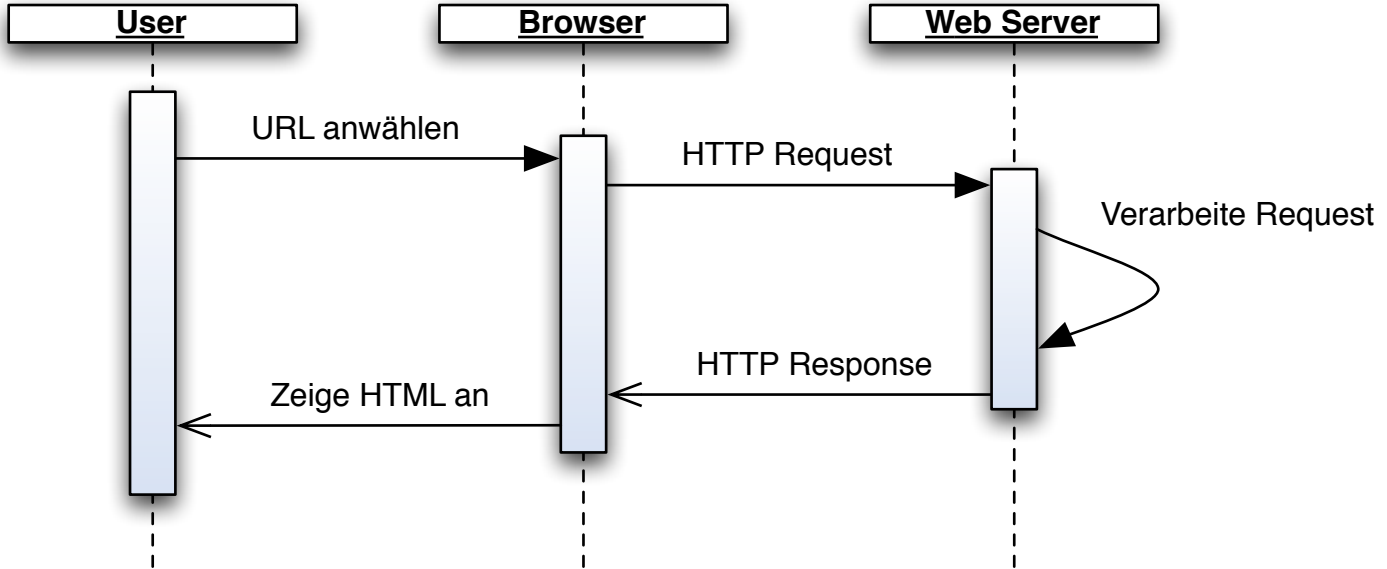 User
Browser
Web Server
URL anwählen
HTTP Request
Verarbeite Request
HTTP Response
Zeige HTML an